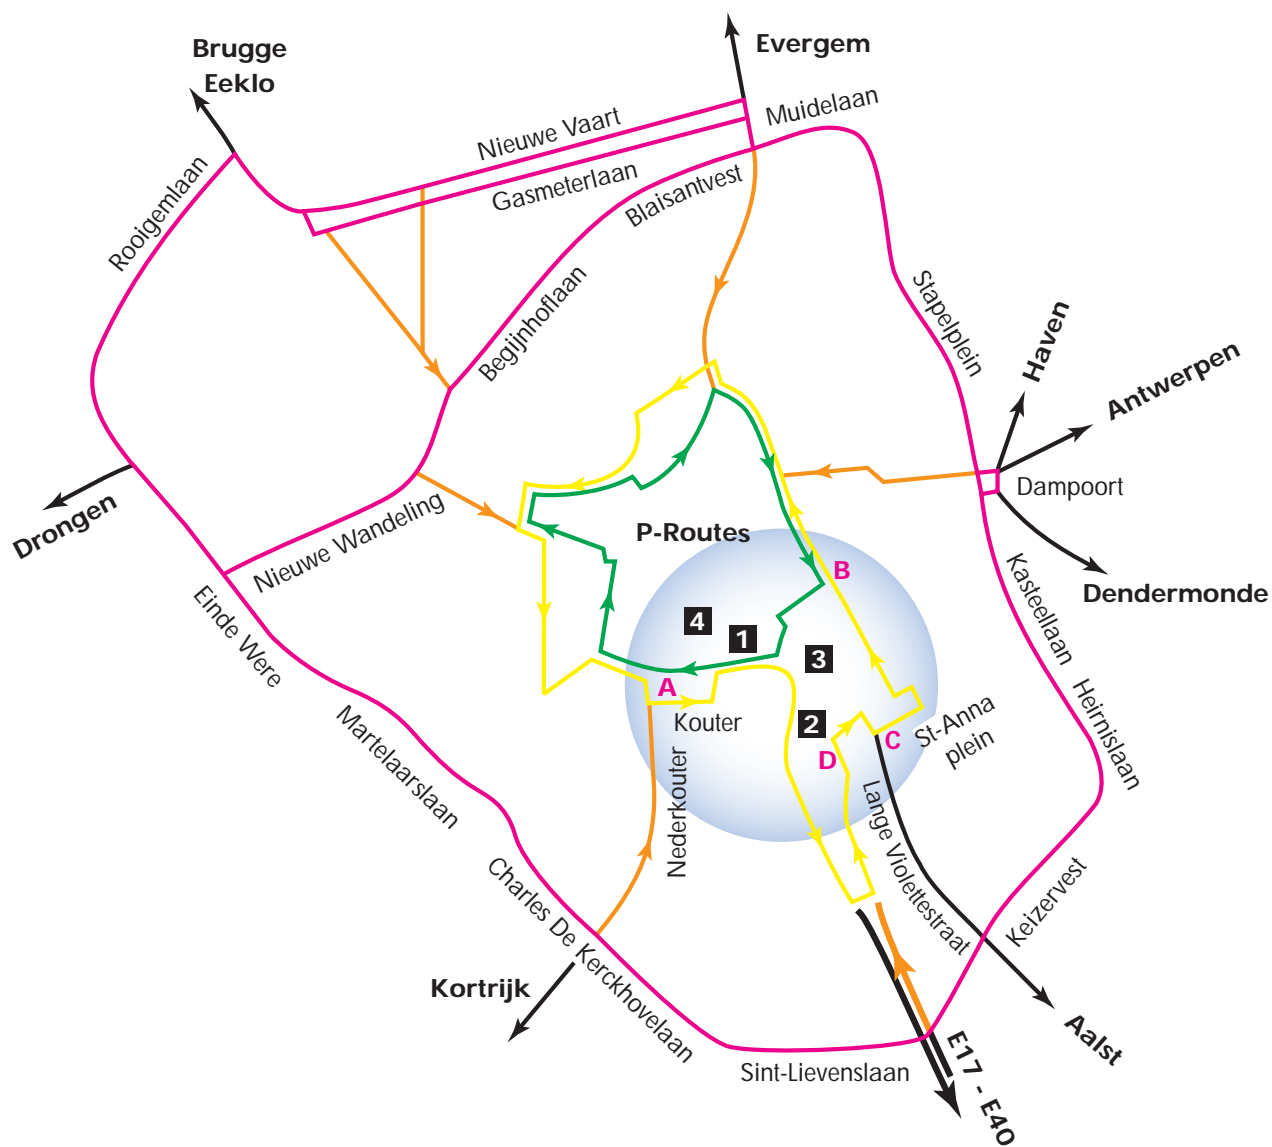 Brugge
Eeklo
Evergem
Nieuwe Vaart
Muidelaan
Gasmeterlaan
Blaisantvest
Rooigemlaan
Begijnhoflaan
Stapelplein
Haven
Antwerpen
Dampoort
Drongen
Nieuwe Wandeling
P-Routes
B
Kasteellaan
Dendermonde
Einde Were
4
1
3
A
Kouter
2
D
C
St-Anna
plein
Heirnislaan
Martelaarslaan
Nederkouter
Lange Violettestraat
Keizervest
Charles De Kerckhovelaan
Kortrijk
Aalst
Sint-Lievenslaan
E17 - E40